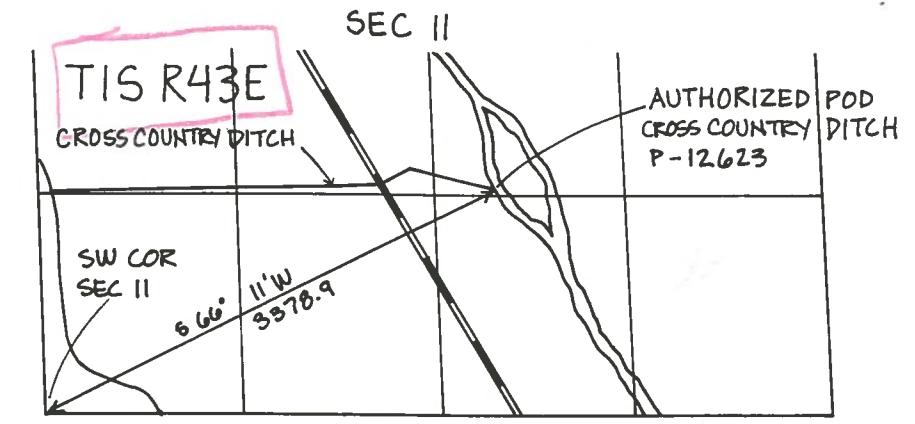 SEC 11
T1S R43E
CROSS COUNTRY DITCH
AUTHORIZED POD
CROSS COUNTRY DITCH
P-12623
SW COR
SEC 11
S 66° 11'W
3378.9